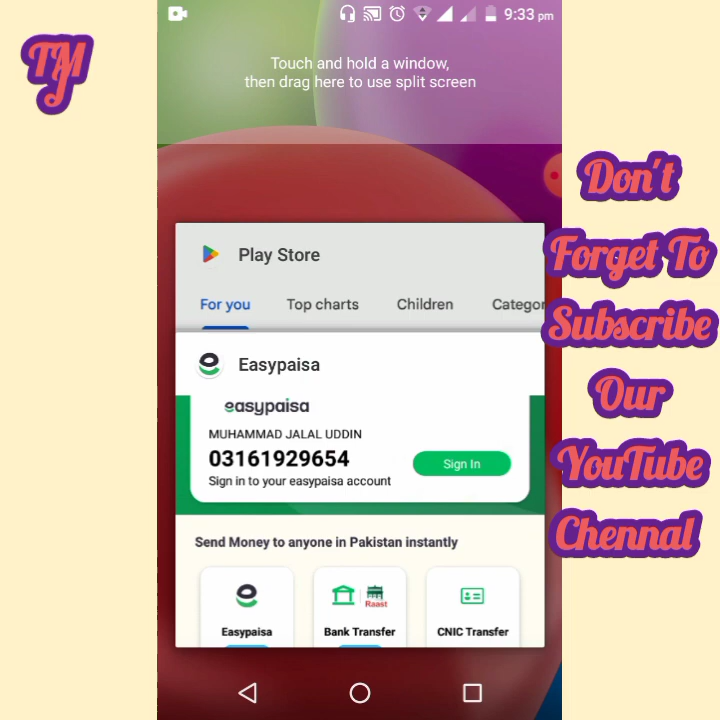 TMJ
9:33 pm
Touch and hold a window,
then drag here to use split screen
Play Store
For you Top charts Children Categor
Easypaisa
easypaisa
MUHAMMAD JALAL UDDIN
03161929654
Sign In
Sign in to your easypaisa account
Send Money to anyone in Pakistan instantly
Raast
Easypaisa Bank Transfer CNIC Transfer
Don't
Forget To
Subscribe
Our
YouTube
Chennal